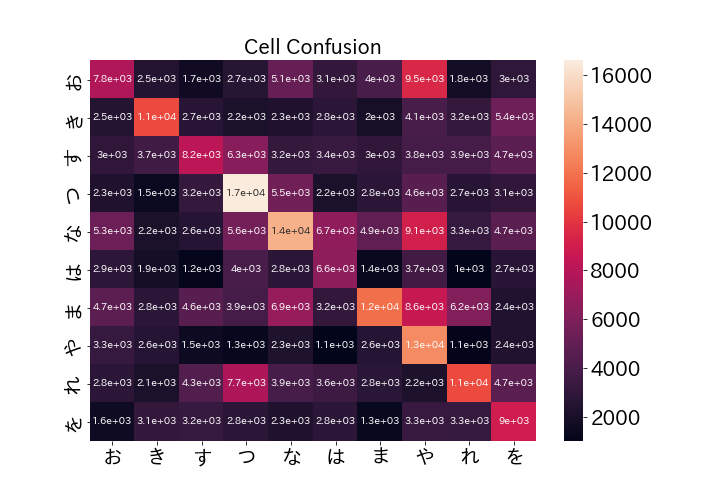 Cell Confusion
お 7.8e+03 2.5e+03 1.7e+03 2.7e+03 5.1e+03 3.1e+03 4e+03 9.5e+03 1.8e+03 3e+03
き 2.5e+03 1.1e+04 2.7e+03 2.2e+03 2.3e+03 2.8e+03 2e+03 4.1e+03 3.2e+03 5.4e+03
す 3e+03 3.7e+03 8.2e+03 6.3e+03 3.2e+03 3.4e+03 3e+03 3.8e+03 3.9e+03 4.7e+03
つ 2.3e+03 1.5e+03 3.2e+03 1.7e+04 5.5e+03 2.2e+03 2.8e+03 4.6e+03 2.7e+03 3.1e+03
な 5.3e+03 2.2e+03 2.6e+03 5.6e+03 1.4e+04 6.7e+03 4.9e+03 9.1e+03 3.3e+03 4.7e+03
は 2.9e+03 1.9e+03 1.2e+03 4e+03 2.8e+03 6.6e+03 1.4e+03 3.7e+03 1e+03 2.7e+03
ま 4.7e+03 2.8e+03 4.6e+03 3.9e+03 6.9e+03 3.2e+03 1.2e+04 8.6e+03 6.2e+03 2.4e+03
や 3.3e+03 2.6e+03 1.5e+03 1.3e+03 2.3e+03 1.1e+03 2.6e+03 1.3e+04 1.1e+03 2.4e+03
れ 2.8e+03 2.1e+03 4.3e+03 7.7e+03 3.9e+03 3.6e+03 2.8e+03 2.2e+03 1.1e+04 4.7e+03
を 1.6e+03 3.1e+03 3.2e+03 2.8e+03 2.3e+03 2.8e+03 1.3e+03 3.3e+03 3.3e+03 9e+03
お き す つ な は ま や れ を
16000
14000
12000
10000
8000
6000
4000
2000